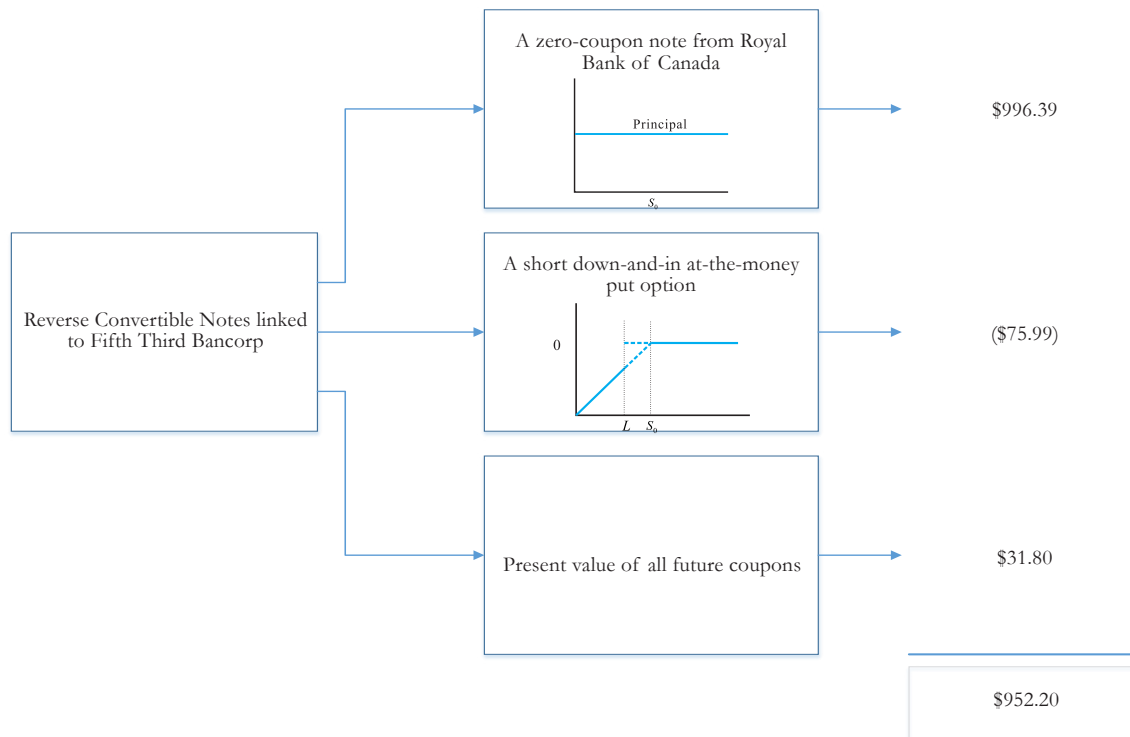 A zero-coupon note from Royal
Bank of Canada
Principal
S₀
$996.39
Reverse Convertible Notes linked
to Fifth Third Bancorp
A short down-and-in at-the-money
put option
0
L S₀
($75.99)
Present value of all future coupons
$31.80
$952.20